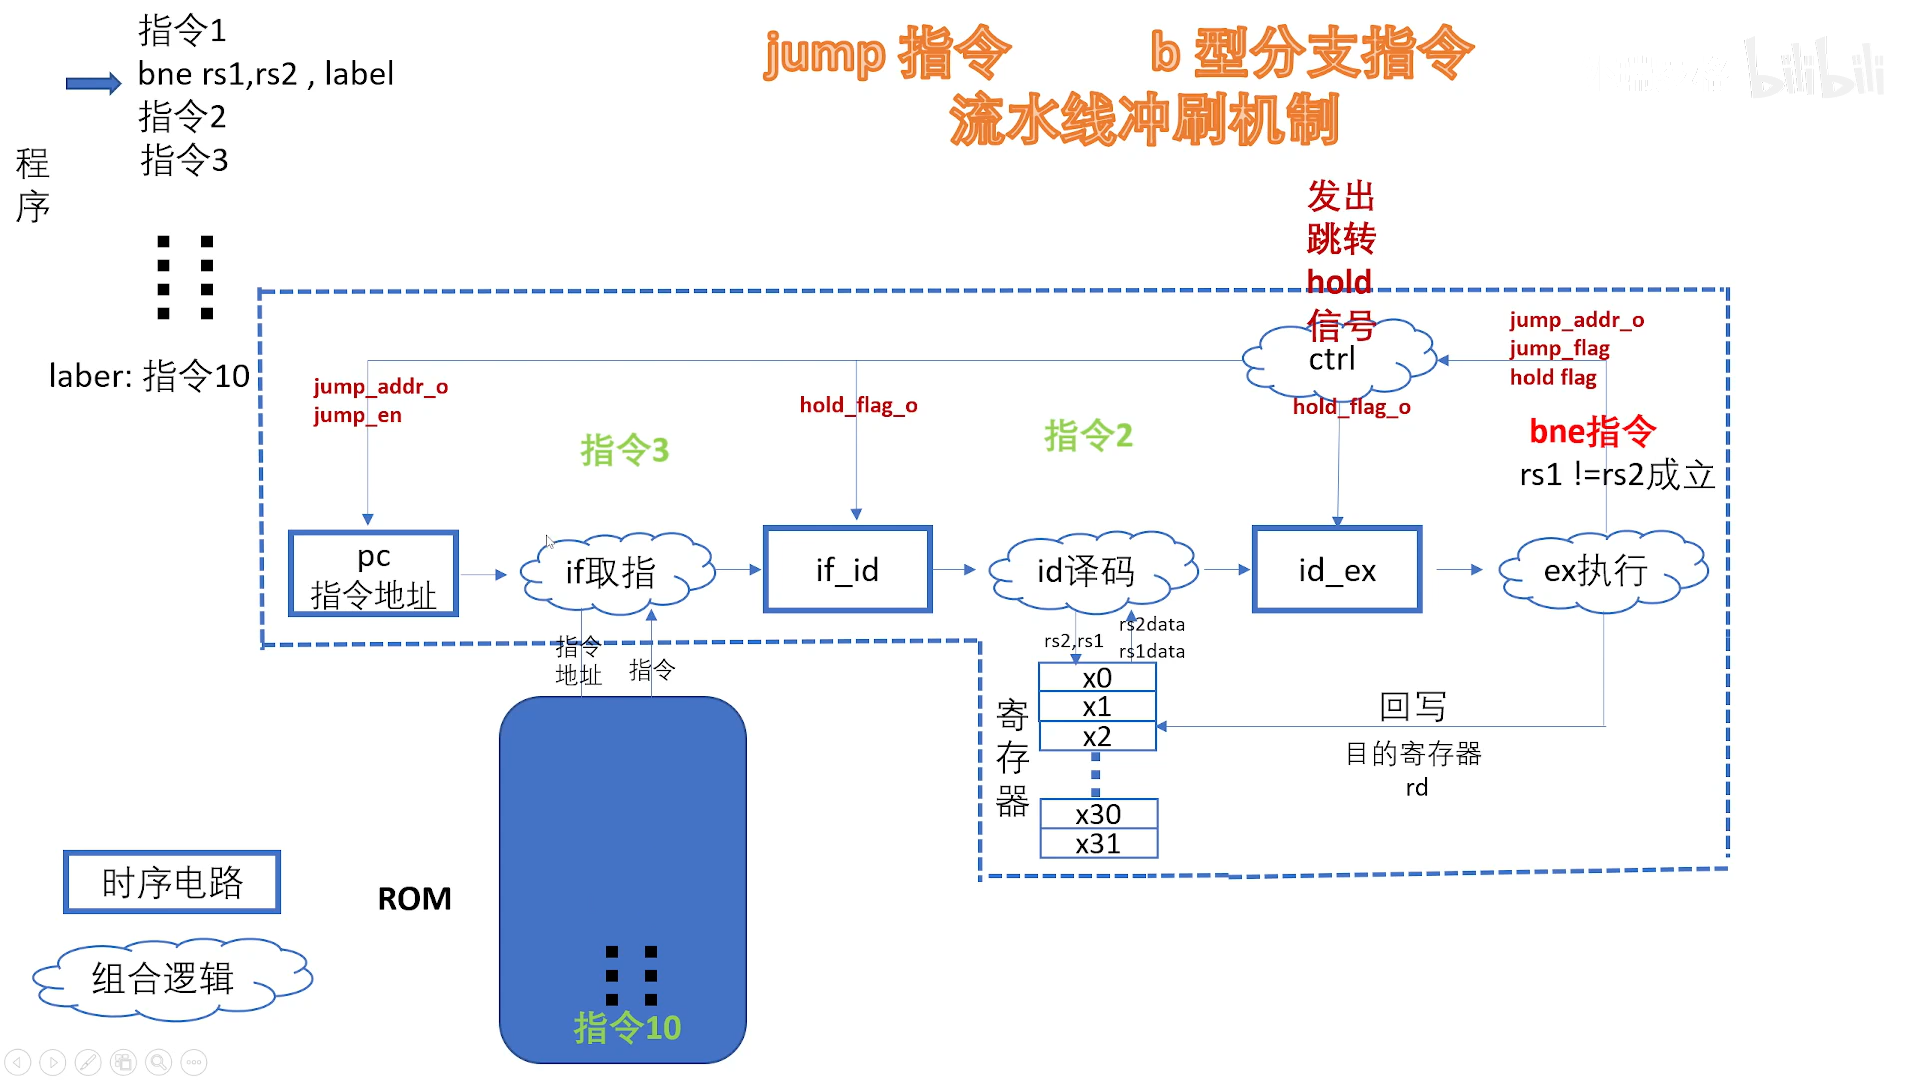 指令1
bne rs1,rs2 , label
指令2
指令3
程
序
laber: 指令10
jump 指令
b 型分支指令
流水线冲刷机制
bilibili
发出
跳转
hold
信号
ctrl
jump_addr_o
jump_flag
hold flag
jump_addr_o
jump_en
hold_flag_o
hold_flag_o
指令3
指令2
bne指令
rs1 !=rs2成立
pc
指令地址
if取指
if_id
id译码
id_ex
ex执行
指令
地址
指令
rs2,rs1
rs2data
rs1data
寄
存
器
x0
x1
x2
x30
x31
回写
目的寄存器
rd
时序电路
组合逻辑
ROM
指令10